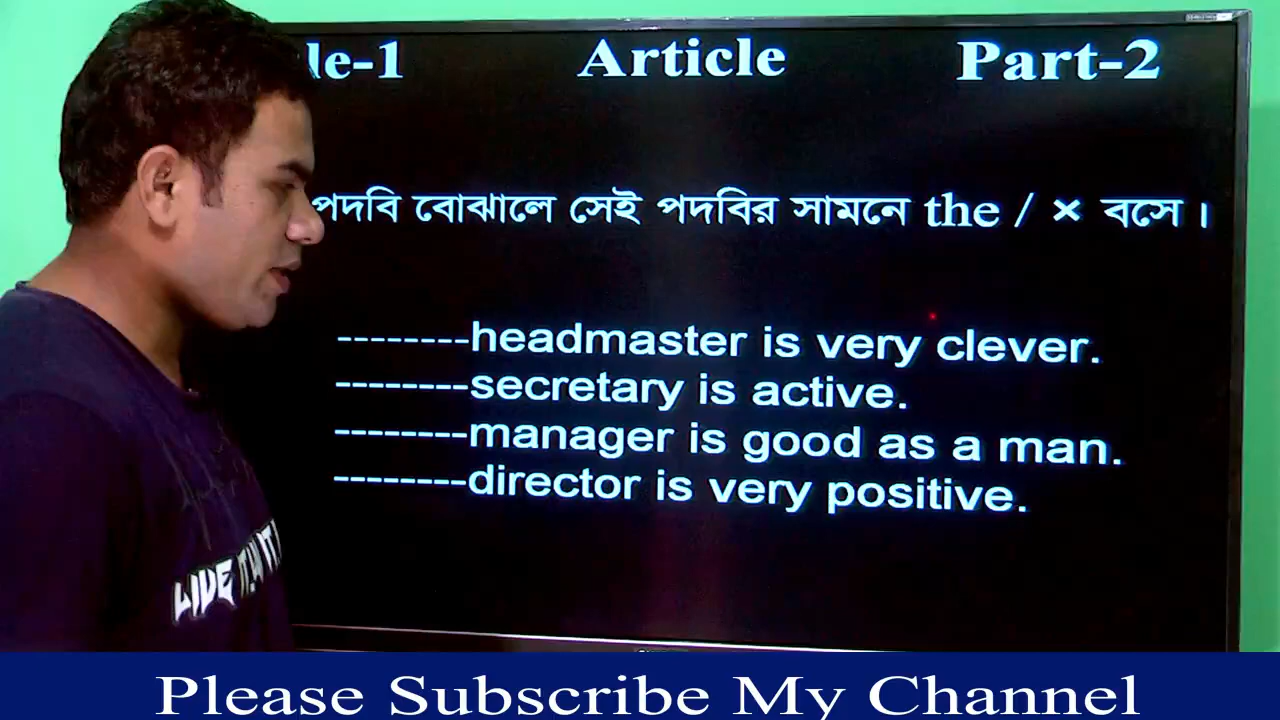 le-1 Article Part-2
পদবি বোঝালে সেই পদবির সামনে the / × বসে।
--------headmaster is very clever.
--------secretary is active.
--------manager is good as a man.
--------director is very positive.
LIVE
Please Subscribe My Channel